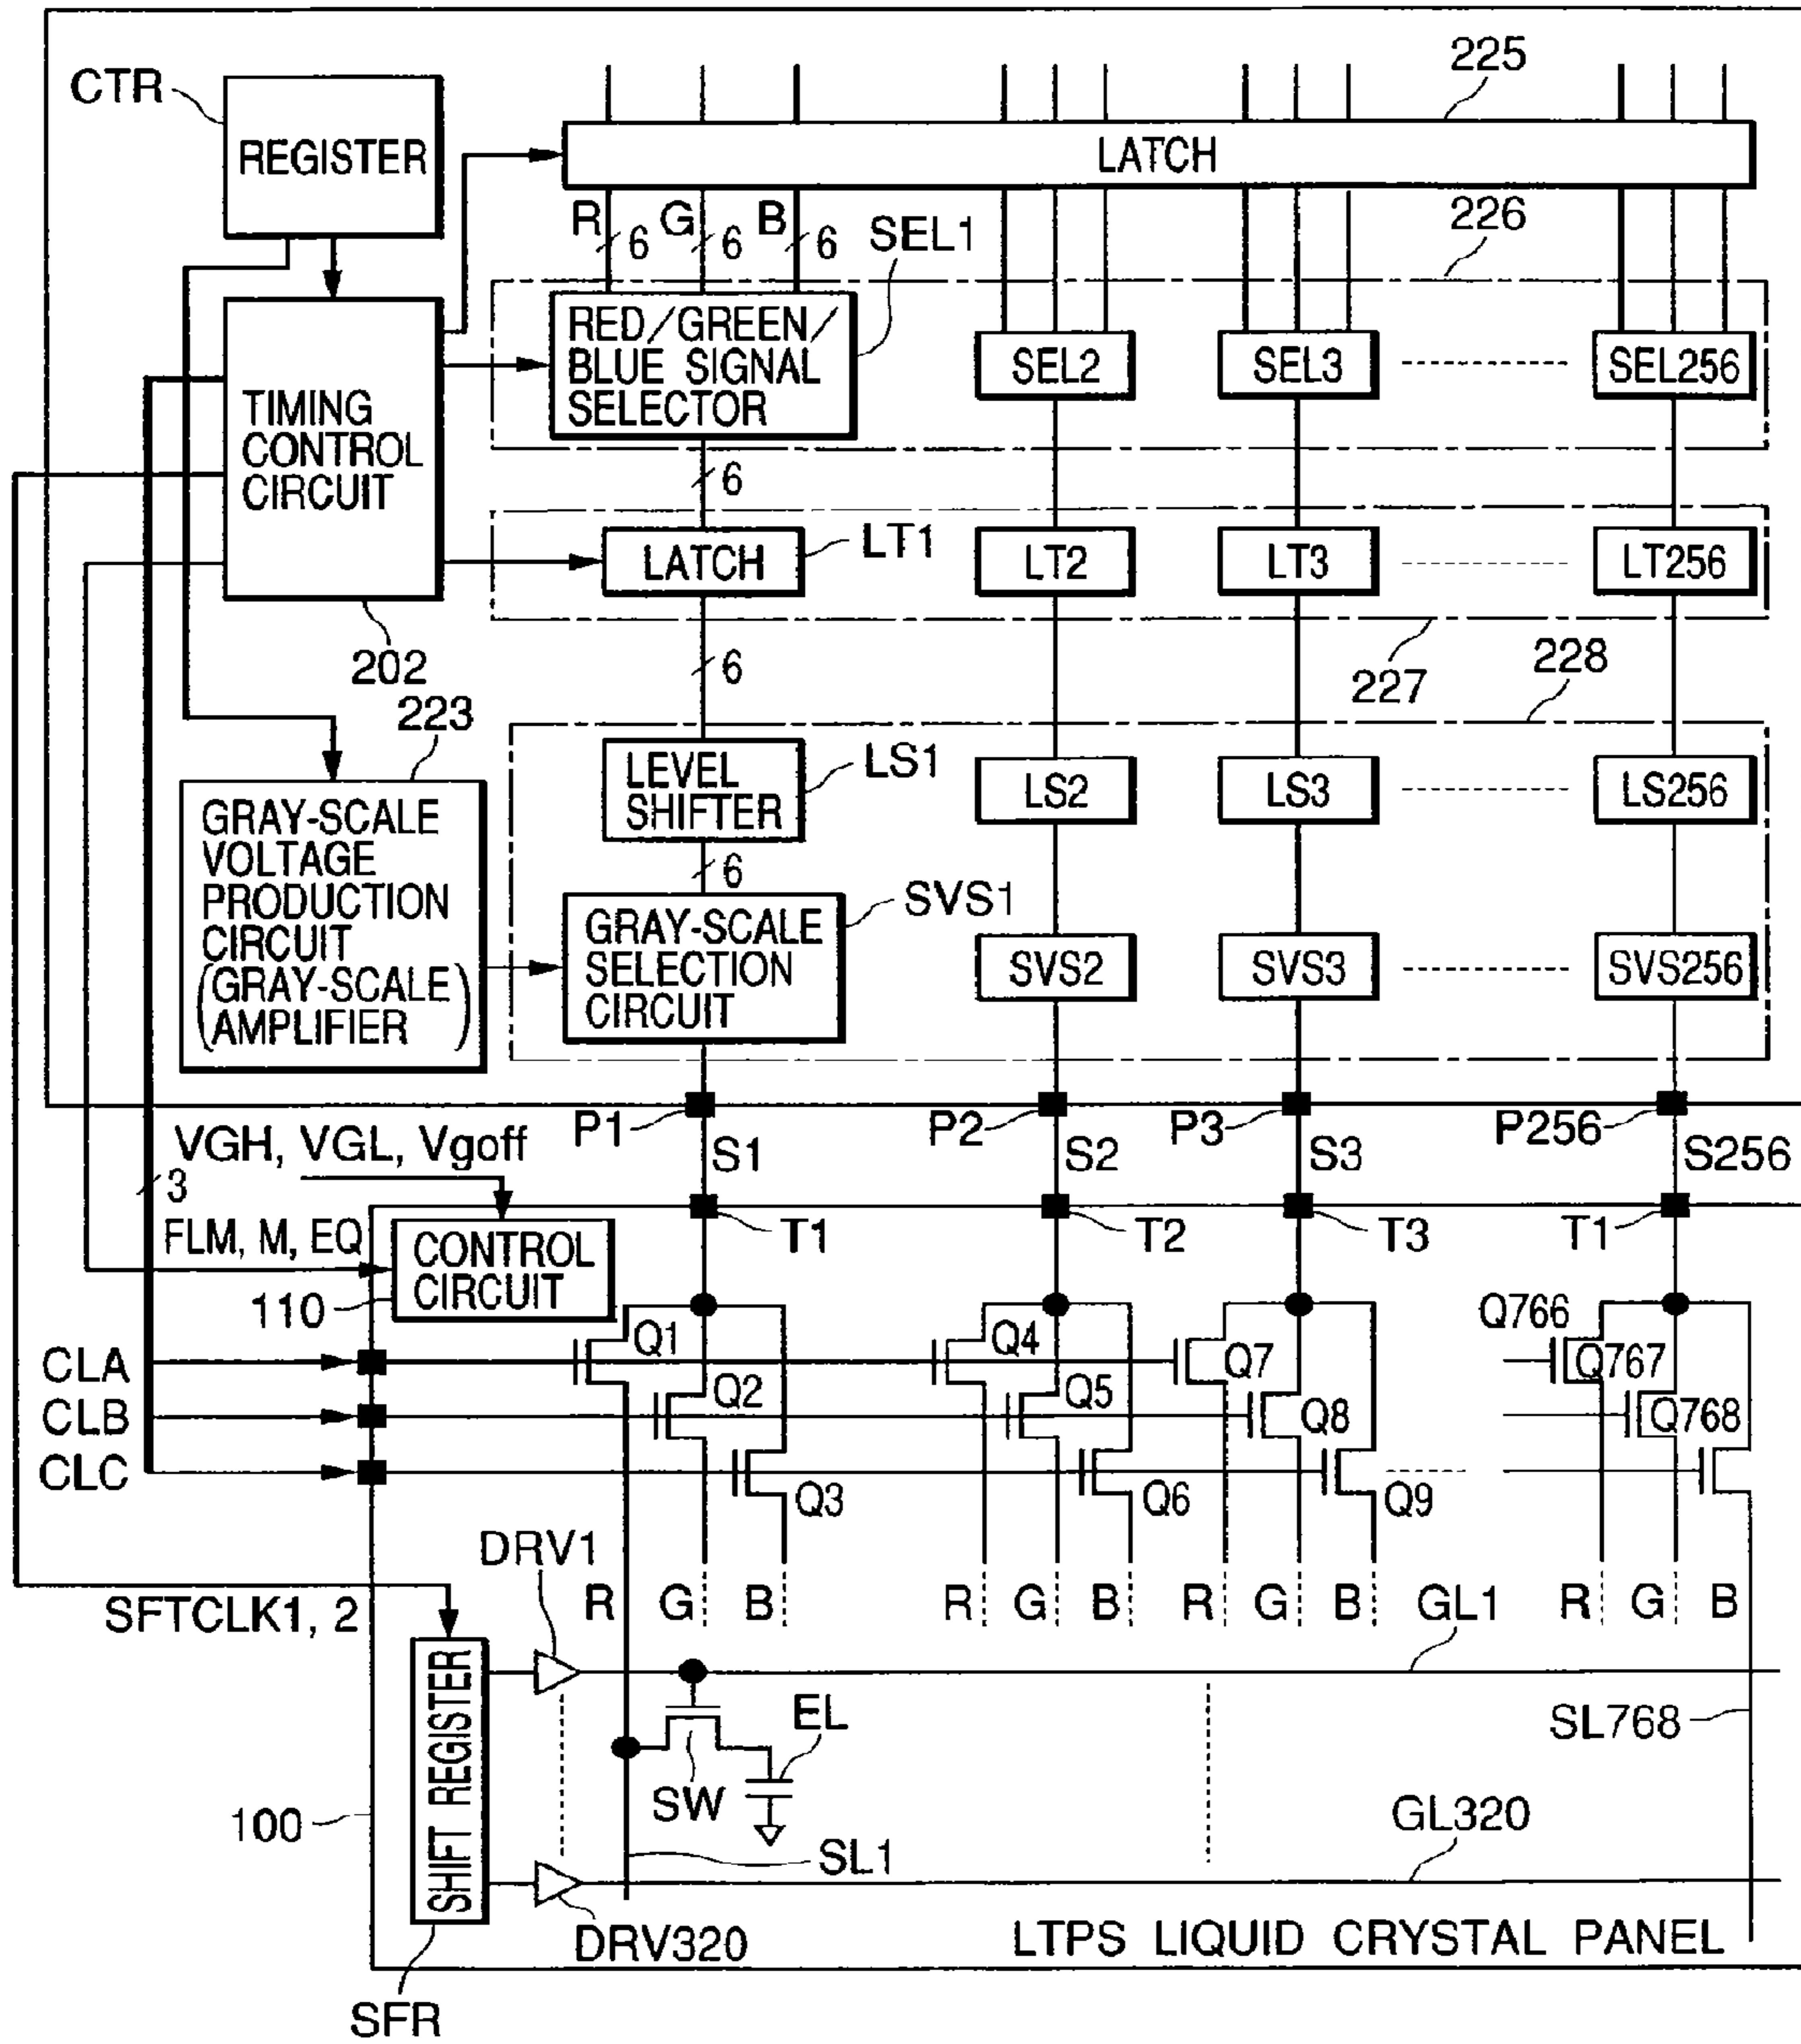 225
CTR
REGISTER
LATCH
R
G
B
6
6
6
SEL1
226
RED/GREEN/
BLUE SIGNAL
SELECTOR
SEL2
SEL3
SEL256
TIMING
CONTROL
CIRCUIT
6
LATCH
LT1
LT2
LT3
LT256
202
6
227
228
223
LEVEL
SHIFTER
LS1
LS2
LS3
LS256
GRAY-SCALE
VOLTAGE
PRODUCTION
CIRCUIT
(GRAY-SCALE
AMPLIFIER)
6
SVS1
GRAY-SCALE
SELECTION
CIRCUIT
SVS2
SVS3
SVS256
P1
P2
P3
P256
VGH, VGL, Vgoff
S1
S2
S3
S256
3
T1
T2
T3
T1
FLM, M, EQ
CONTROL
CIRCUIT
110
Q1
Q4
Q7
Q766
Q767
CLA
Q2
Q5
Q8
Q768
CLB
CLC
Q3
Q6
Q9
DRV1
SFTCLK1, 2
R
G
B
R
G
B
R
G
B
GL1
R
G
B
SHIFT REGISTER
EL
SL768
SW
100
GL320
SL1
DRV320
LTPS LIQUID CRYSTAL PANEL
SFR